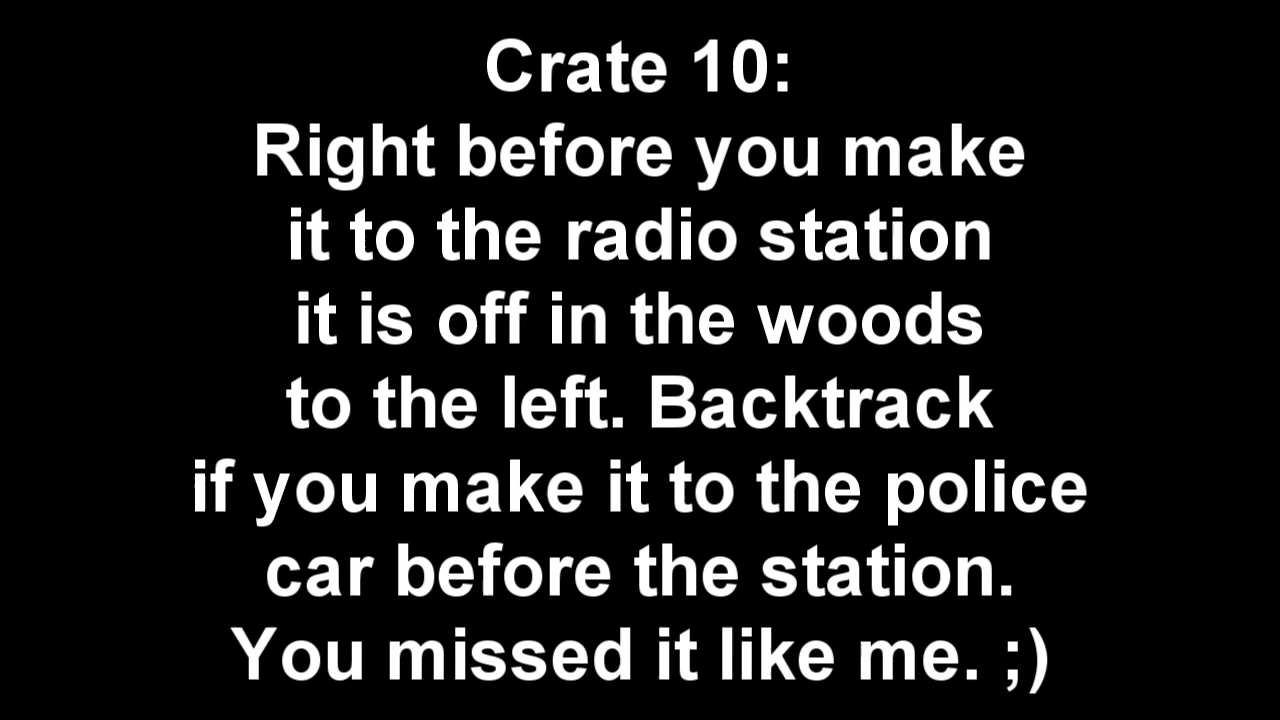 Crate 10:
Right before you make
it to the radio station
it is off in the woods
to the left. Backtrack
if you make it to the police
car before the station.
You missed it like me. ;)